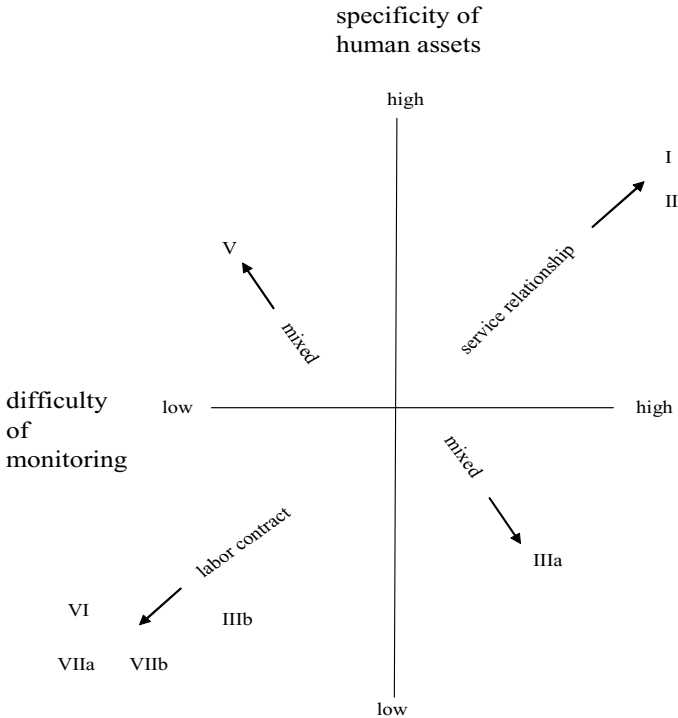 specificity of
human assets
high
I
II
V
service relationship
mixed
difficulty
of
monitoring
low
high
mixed
labor contract
IIIa
VI
IIIb
VIIa
VIIb
low